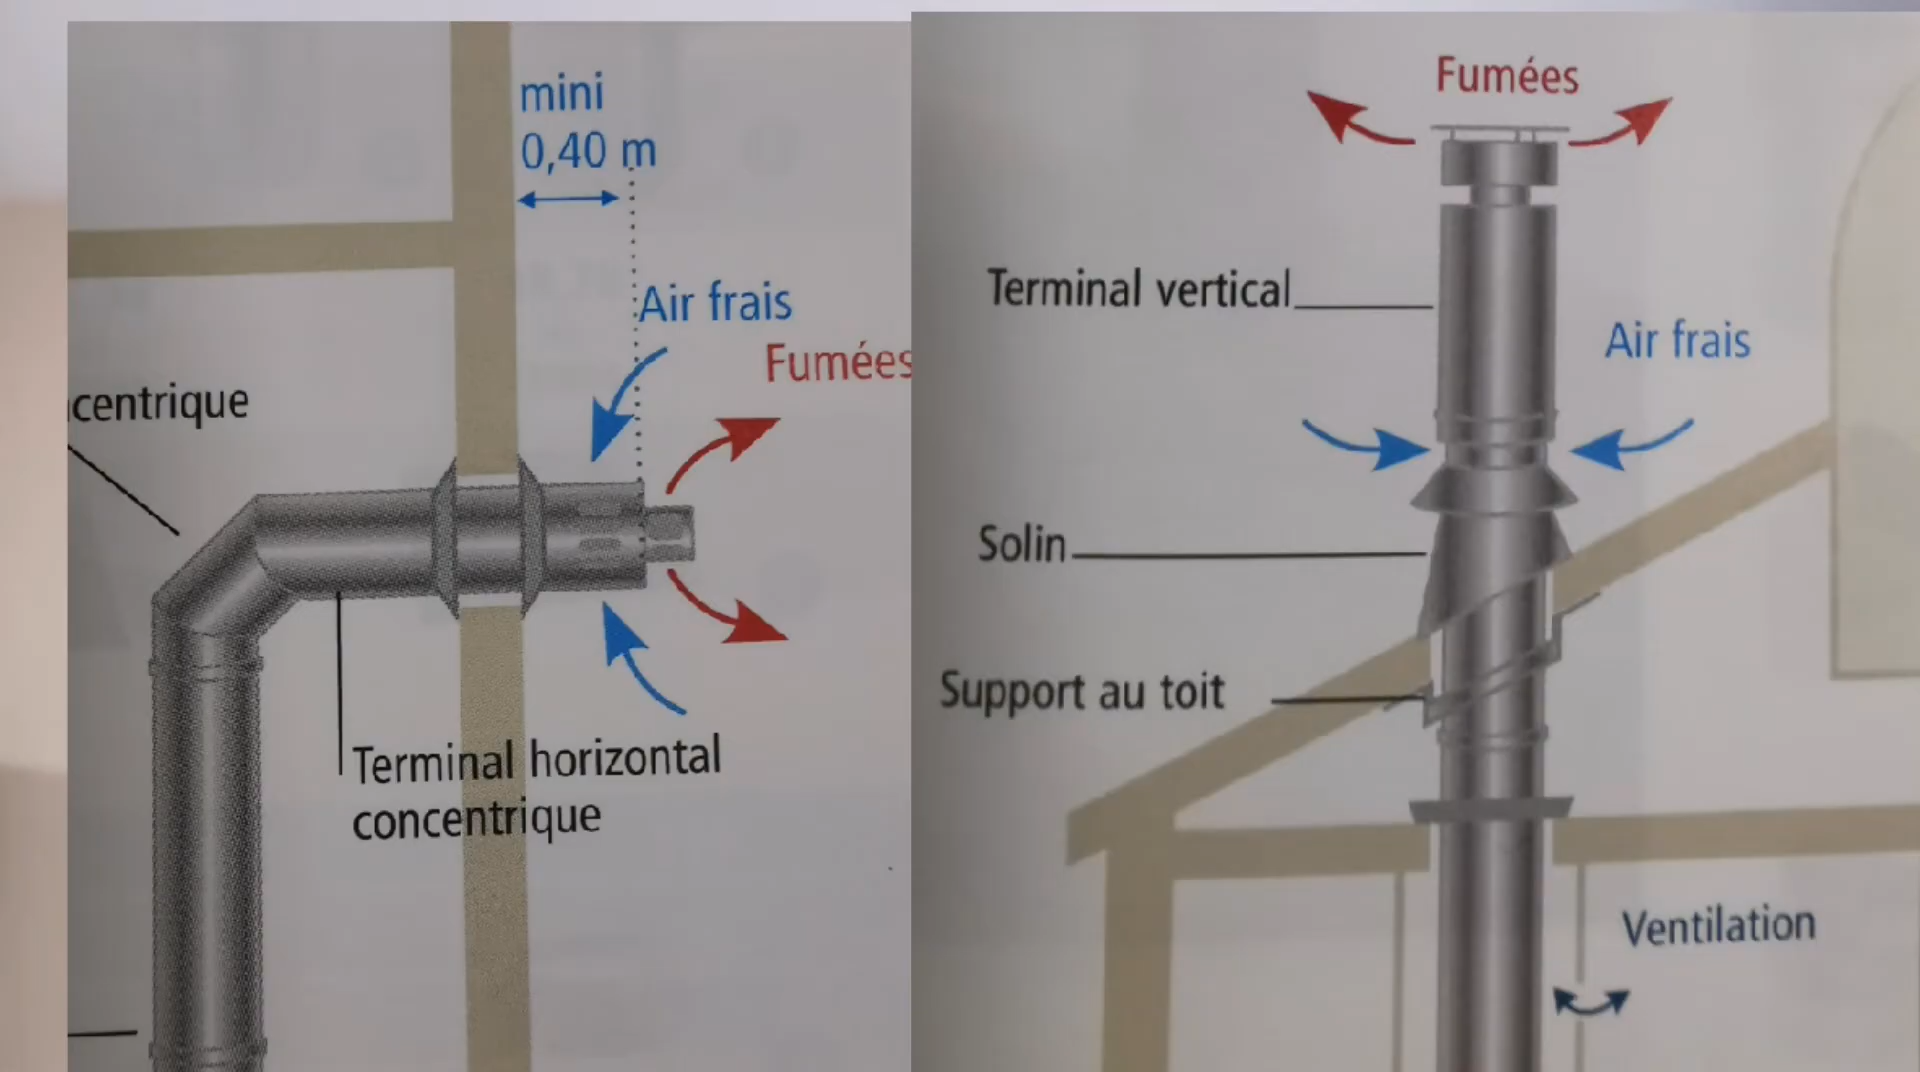 mini
0,40 m
Air frais
Fumées
centrique
Terminal horizontal
concentrique
Fumées
Terminal vertical
Air frais
Solin
Support au toit
Ventilation